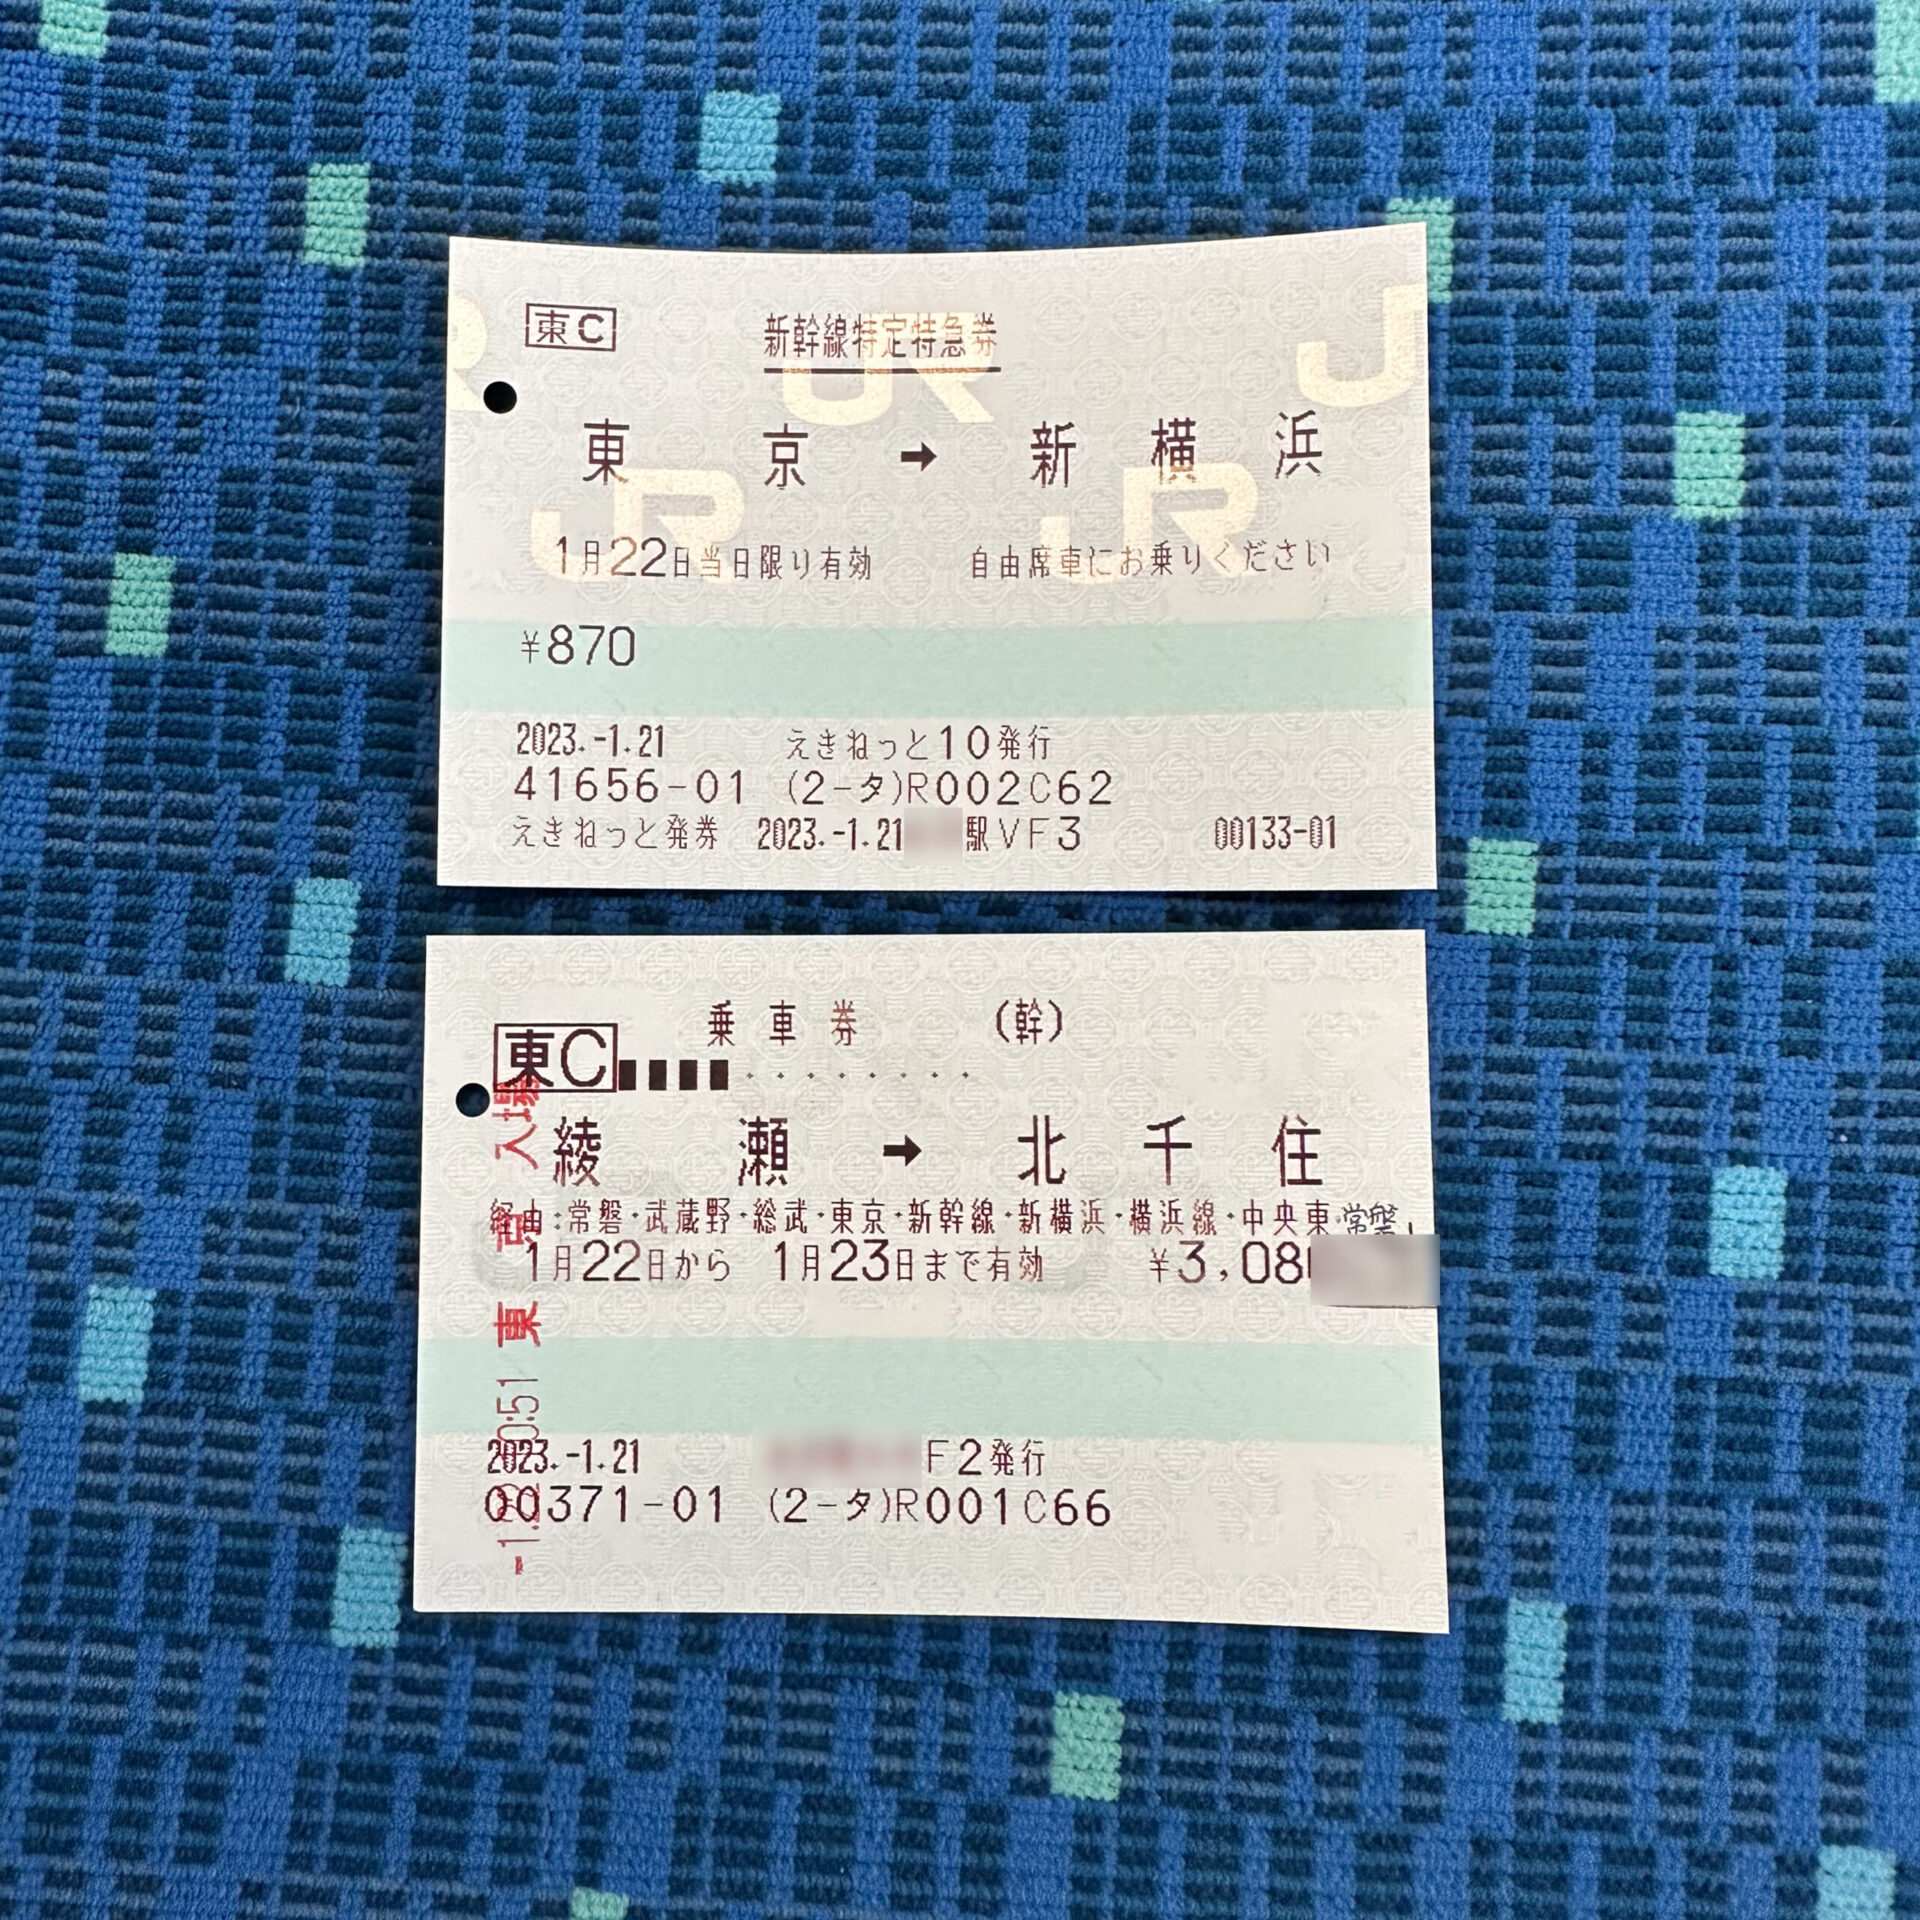 東C 新幹線特定特急券
東京 → 新横浜
1月22日当日限り有効 自由席車にお乗りください
¥870
2023.-1.21 えきねっと10発行
41656-01 (2-タ)R002C62
えきねっと発券 2023.-1.21 駅VF3 00133-01
乗車券 (幹)
東C
綾瀬 → 北千住
経由:常磐・武蔵野・総武・東京・新幹線・新横浜・横浜線・中央東・常磐
1月22日から 1月23日まで有効 ¥3,08
2023.-1.21 F2発行
00371-01 (2-タ)R001C66
入場
JR
JR
JR
JR